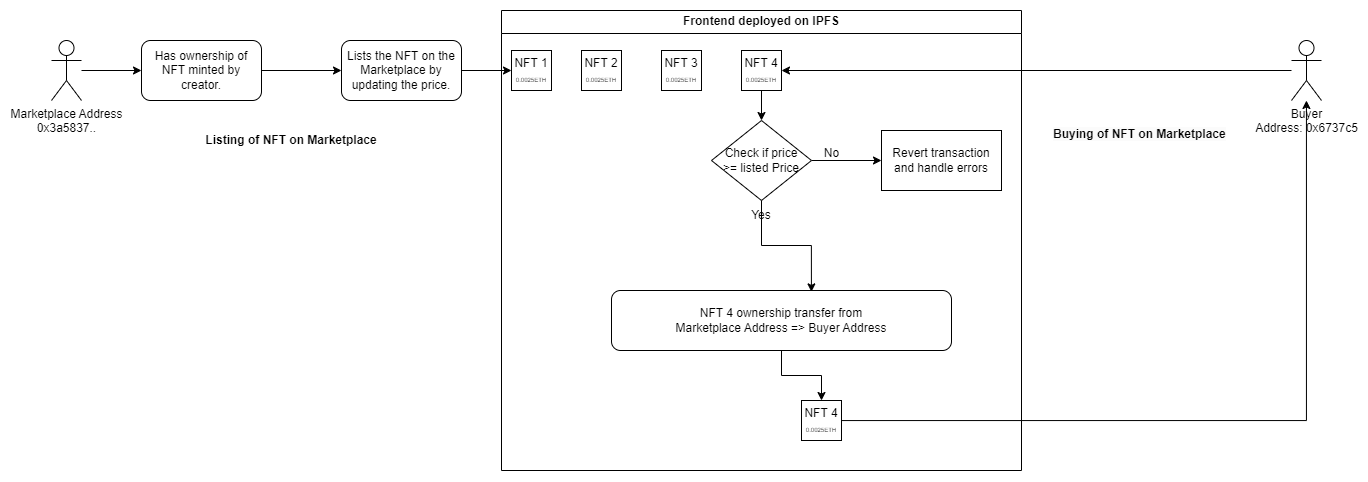 Frontend deployed on IPFS
Marketplace Address
0x3a5837..
Has ownership of
NFT minted by
creator.
Lists the NFT on the
Marketplace by
updating the price.
Listing of NFT on Marketplace
NFT 1
0.0025ETH
NFT 2
0.0025ETH
NFT 3
0.0025ETH
NFT 4
0.0025ETH
Check if price
>= listed Price
No
Revert transaction
and handle errors
Yes
NFT 4 ownership transfer from
Marketplace Address => Buyer Address
NFT 4
0.0025ETH
Buying of NFT on Marketplace
Buyer
Address: 0x6737c5